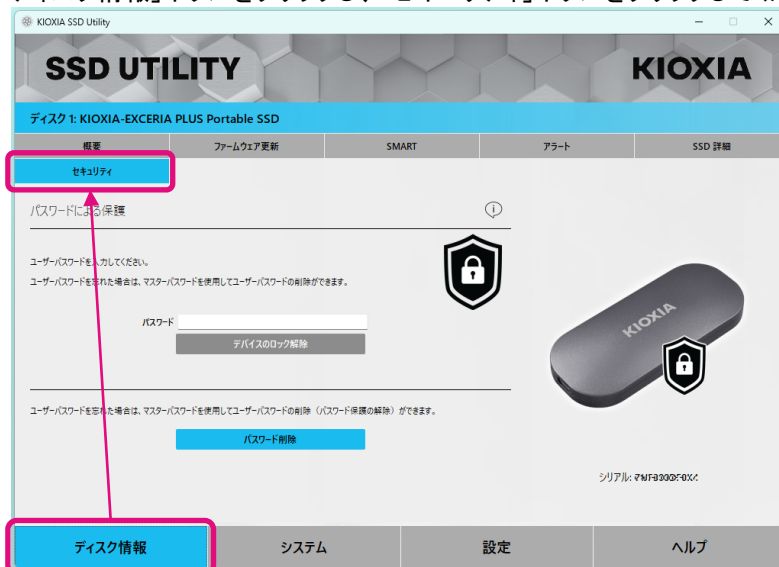 KIOXIA SSD Utility
SSD UTILITY
KIOXIA
ディスク 1: KIOXIA-EXCERIA PLUS Portable SSD
概要 ファームウェア更新 SMART アラート SSD 詳細
セキュリティ
パスワードによる保護
ユーザーパスワードを入力してください。
ユーザーパスワードを忘れた場合は、マスターパスワードを使用してユーザーパスワードの削除ができます。
パスワード
デバイスのロック解除
KIOXIA
ユーザーパスワードを忘れた場合は、マスターパスワードを使用してユーザーパスワードの削除（パスワード保護の解除）ができます。
パスワード削除
シリアル:
ディスク情報 システム 設定 ヘルプ